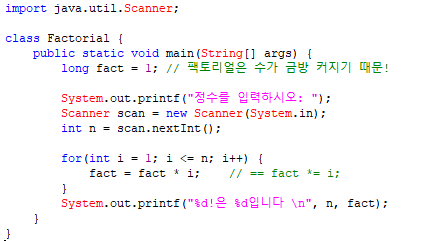 import java.util.Scanner;
class Factorial {
public static void main(String[] args) {
long fact = 1; // 팩토리얼은 수가 금방 커지기 때문!
System.out.printf("정수를 입력하시오: ");
Scanner scan = new Scanner(System.in);
int n = scan.nextInt();
for(int i = 1; i <= n; i++) {
fact = fact * i;    // == fact *= i;
}
System.out.printf("%d!은 %d입니다 \n", n, fact);
}
}